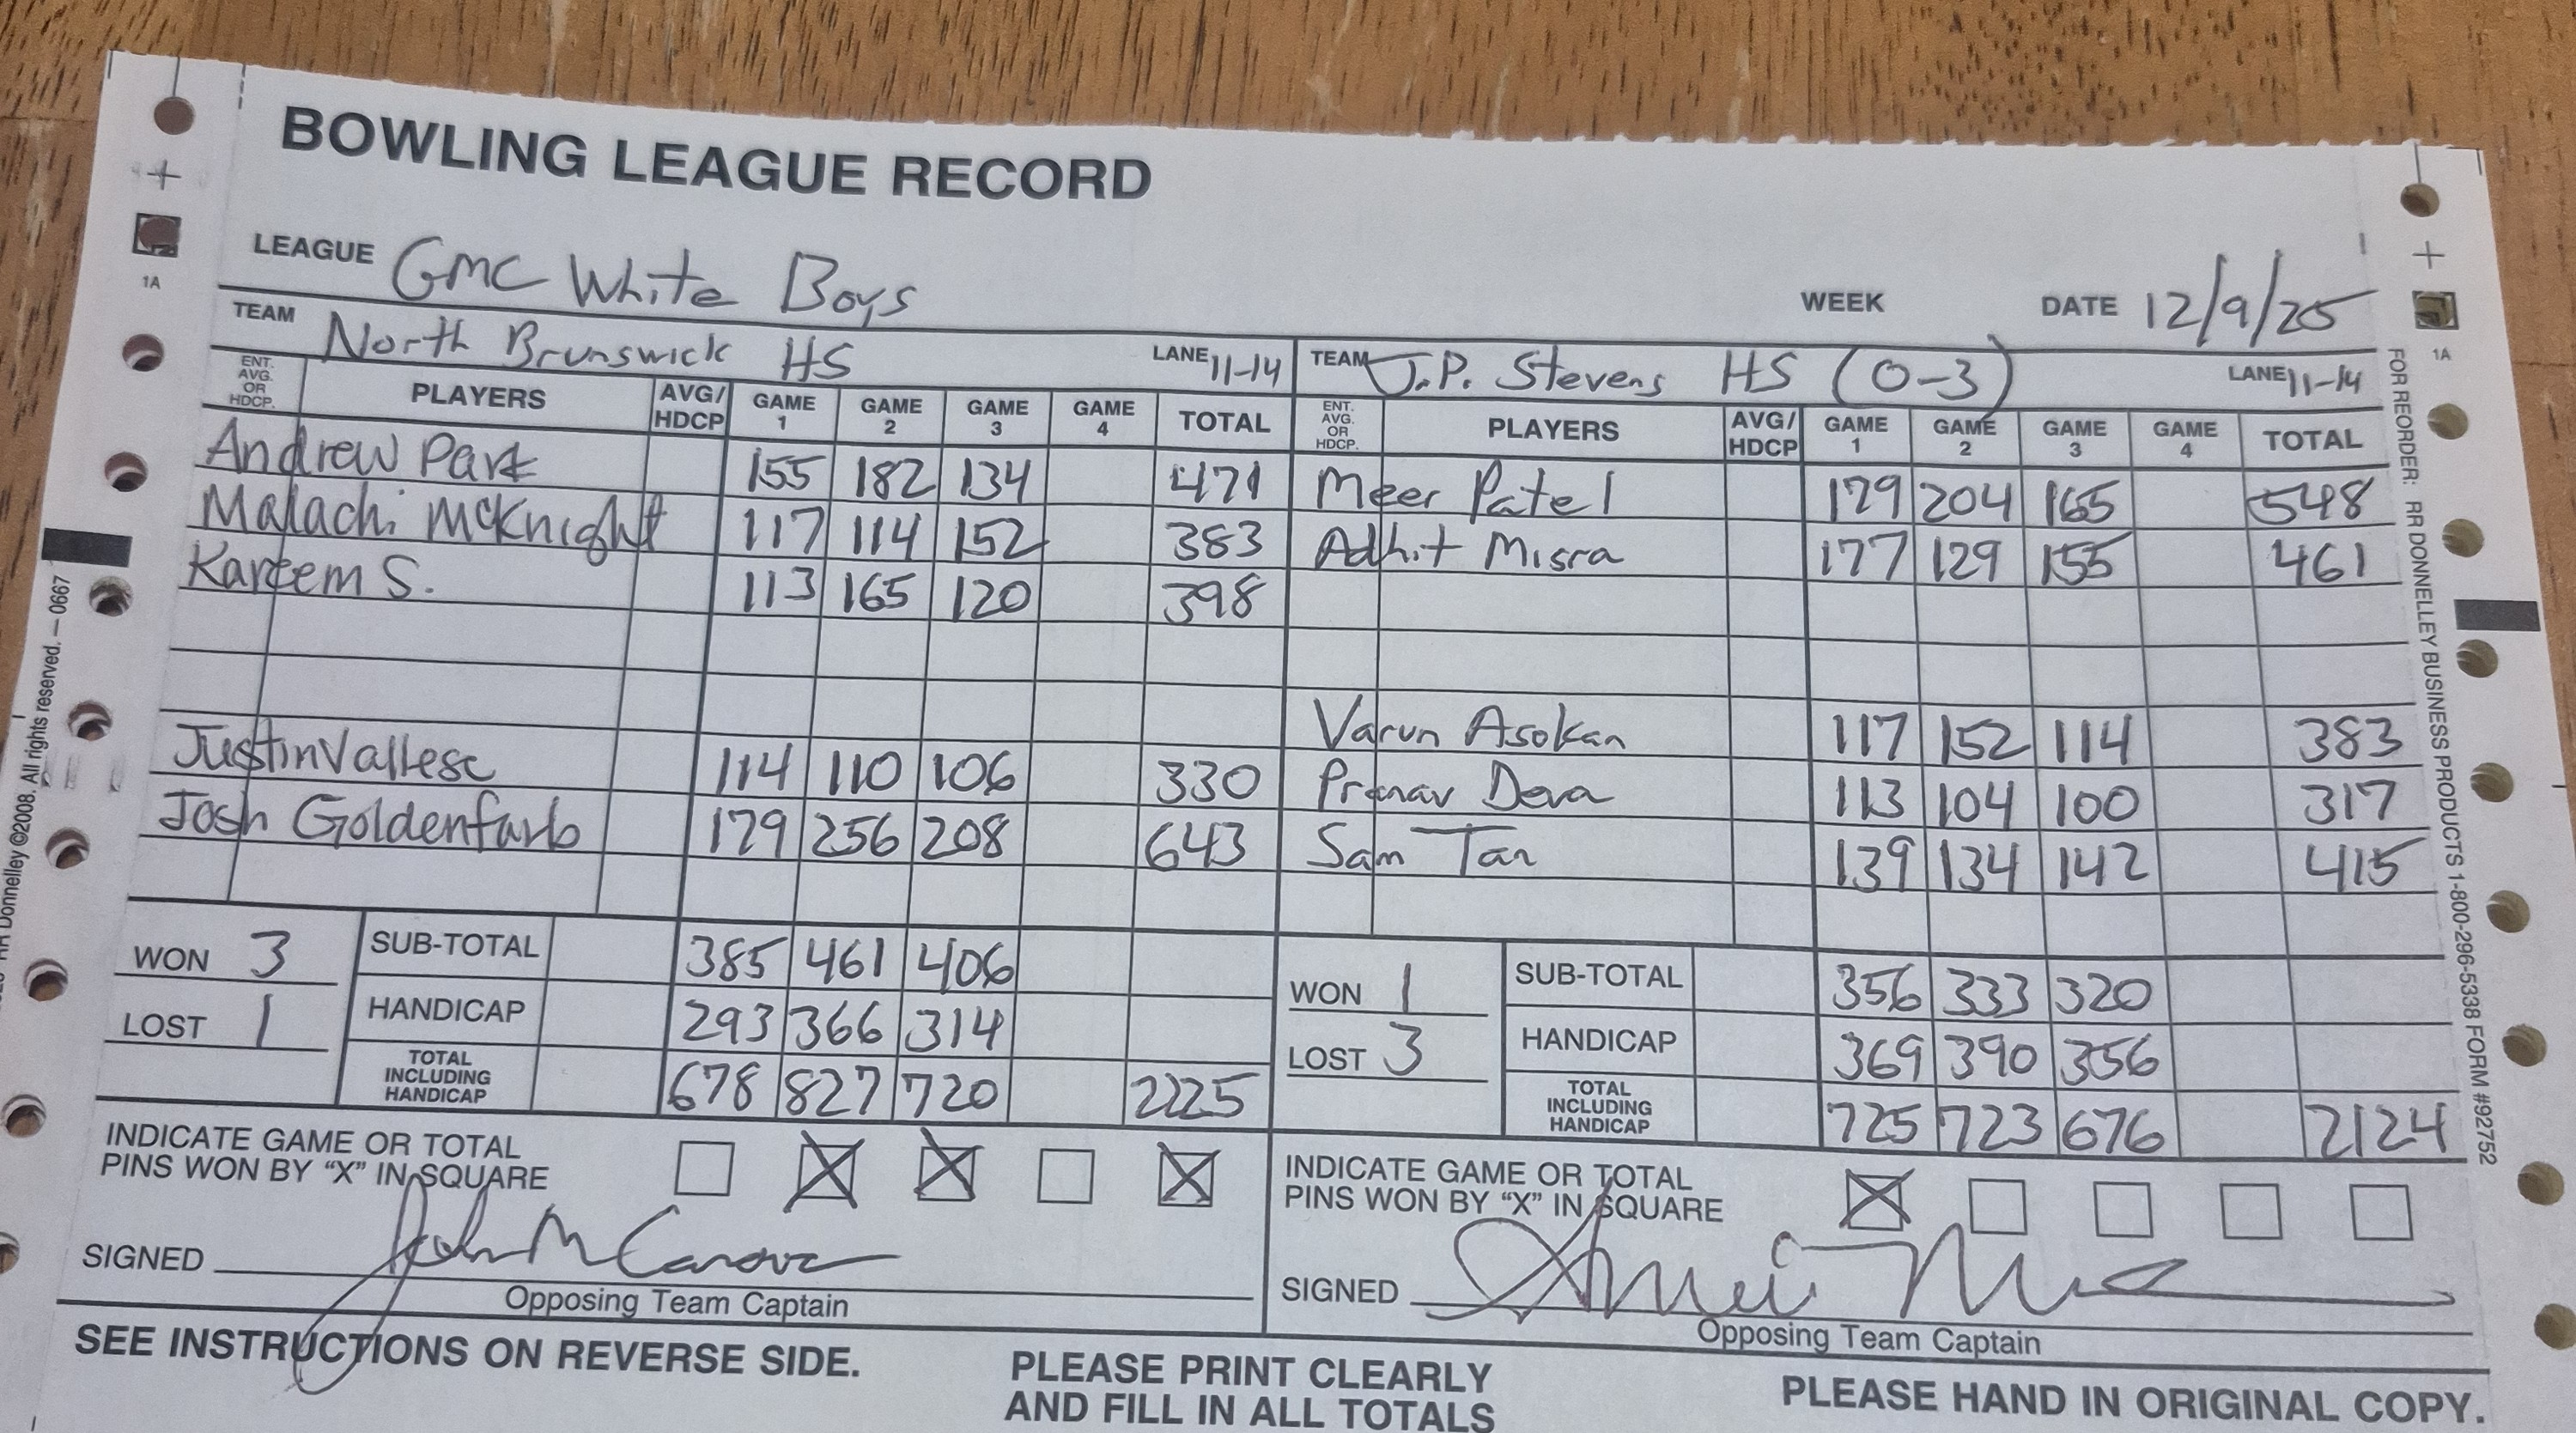 BOWLING LEAGUE RECORD
LEAGUE GMC White Boys
WEEK DATE 12/9/25
TEAM North Brunswick HS LANE 11-14
ENT. AVG. OR HDCP. PLAYERS AVG/HDCP GAME 1 GAME 2 GAME 3 GAME 4 TOTAL
Andrew Park 155 182 134 471
Malachi McKnight 117 114 152 383
Kareem S. 113 165 120 398
Justin Vallese 114 110 106 330
Josh Goldenfarb 179 256 208 643
WON 3
LOST 1
SUB-TOTAL 385 461 406
HANDICAP 293 366 314
TOTAL INCLUDING HANDICAP 678 827 720 2225
INDICATE GAME OR TOTAL
PINS WON BY "X" IN SQUARE
SIGNED
Opposing Team Captain
TEAM J.P. Stevens HS (0-3) LANE 11-14
ENT. AVG. OR HDCP. PLAYERS AVG/HDCP GAME 1 GAME 2 GAME 3 GAME 4 TOTAL
Meer Patel 179 204 165 548
Adhit Misra 177 129 155 461
Varun Asokan 117 152 114 383
Pranav Deva 113 104 100 317
Sam Tan 139 134 142 415
WON 1
LOST 3
SUB-TOTAL 356 333 320
HANDICAP 369 390 356
TOTAL INCLUDING HANDICAP 725 723 676 2124
INDICATE GAME OR TOTAL
PINS WON BY "X" IN SQUARE
SIGNED
Opposing Team Captain
SEE INSTRUCTIONS ON REVERSE SIDE.
PLEASE PRINT CLEARLY
AND FILL IN ALL TOTALS
PLEASE HAND IN ORIGINAL COPY.
Donnelley ©2008. All rights reserved. — 0667
FOR REORDER: RR DONNELLEY BUSINESS PRODUCTS 1-800-296-5338 FORM #92752
1A
1A